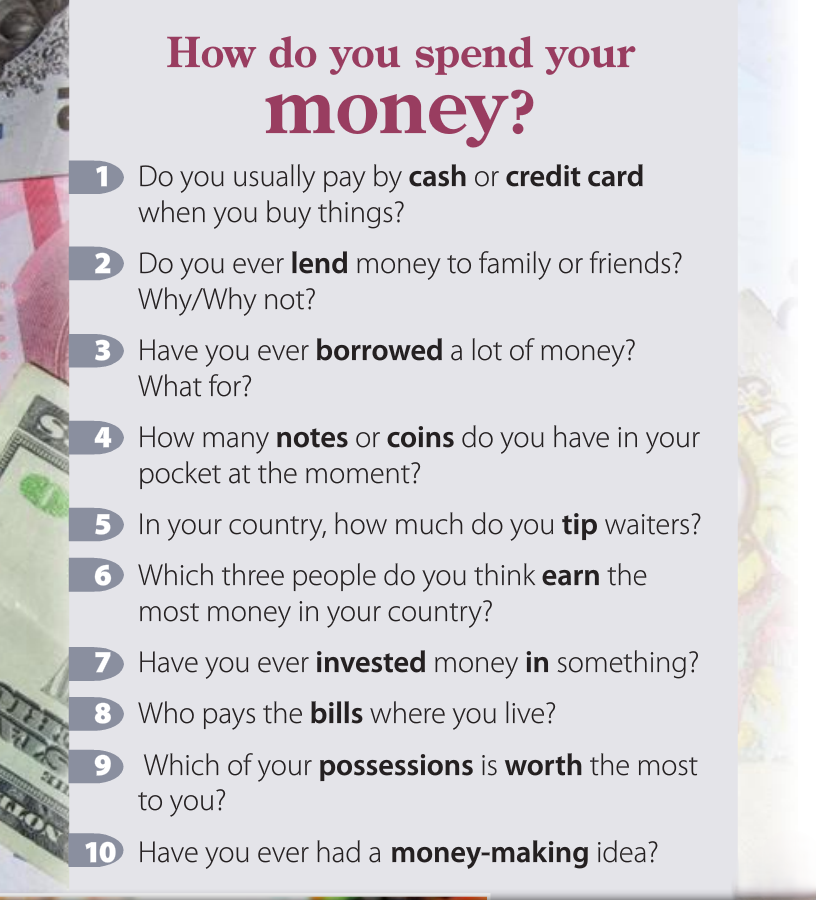 How do you spend your
money?
1 Do you usually pay by cash or credit card
when you buy things?
2 Do you ever lend money to family or friends?
Why/Why not?
3 Have you ever borrowed a lot of money?
What for?
4 How many notes or coins do you have in your
pocket at the moment?
5 In your country, how much do you tip waiters?
6 Which three people do you think earn the
most money in your country?
7 Have you ever invested money in something?
8 Who pays the bills where you live?
9 Which of your possessions is worth the most
to you?
10 Have you ever had a money-making idea?